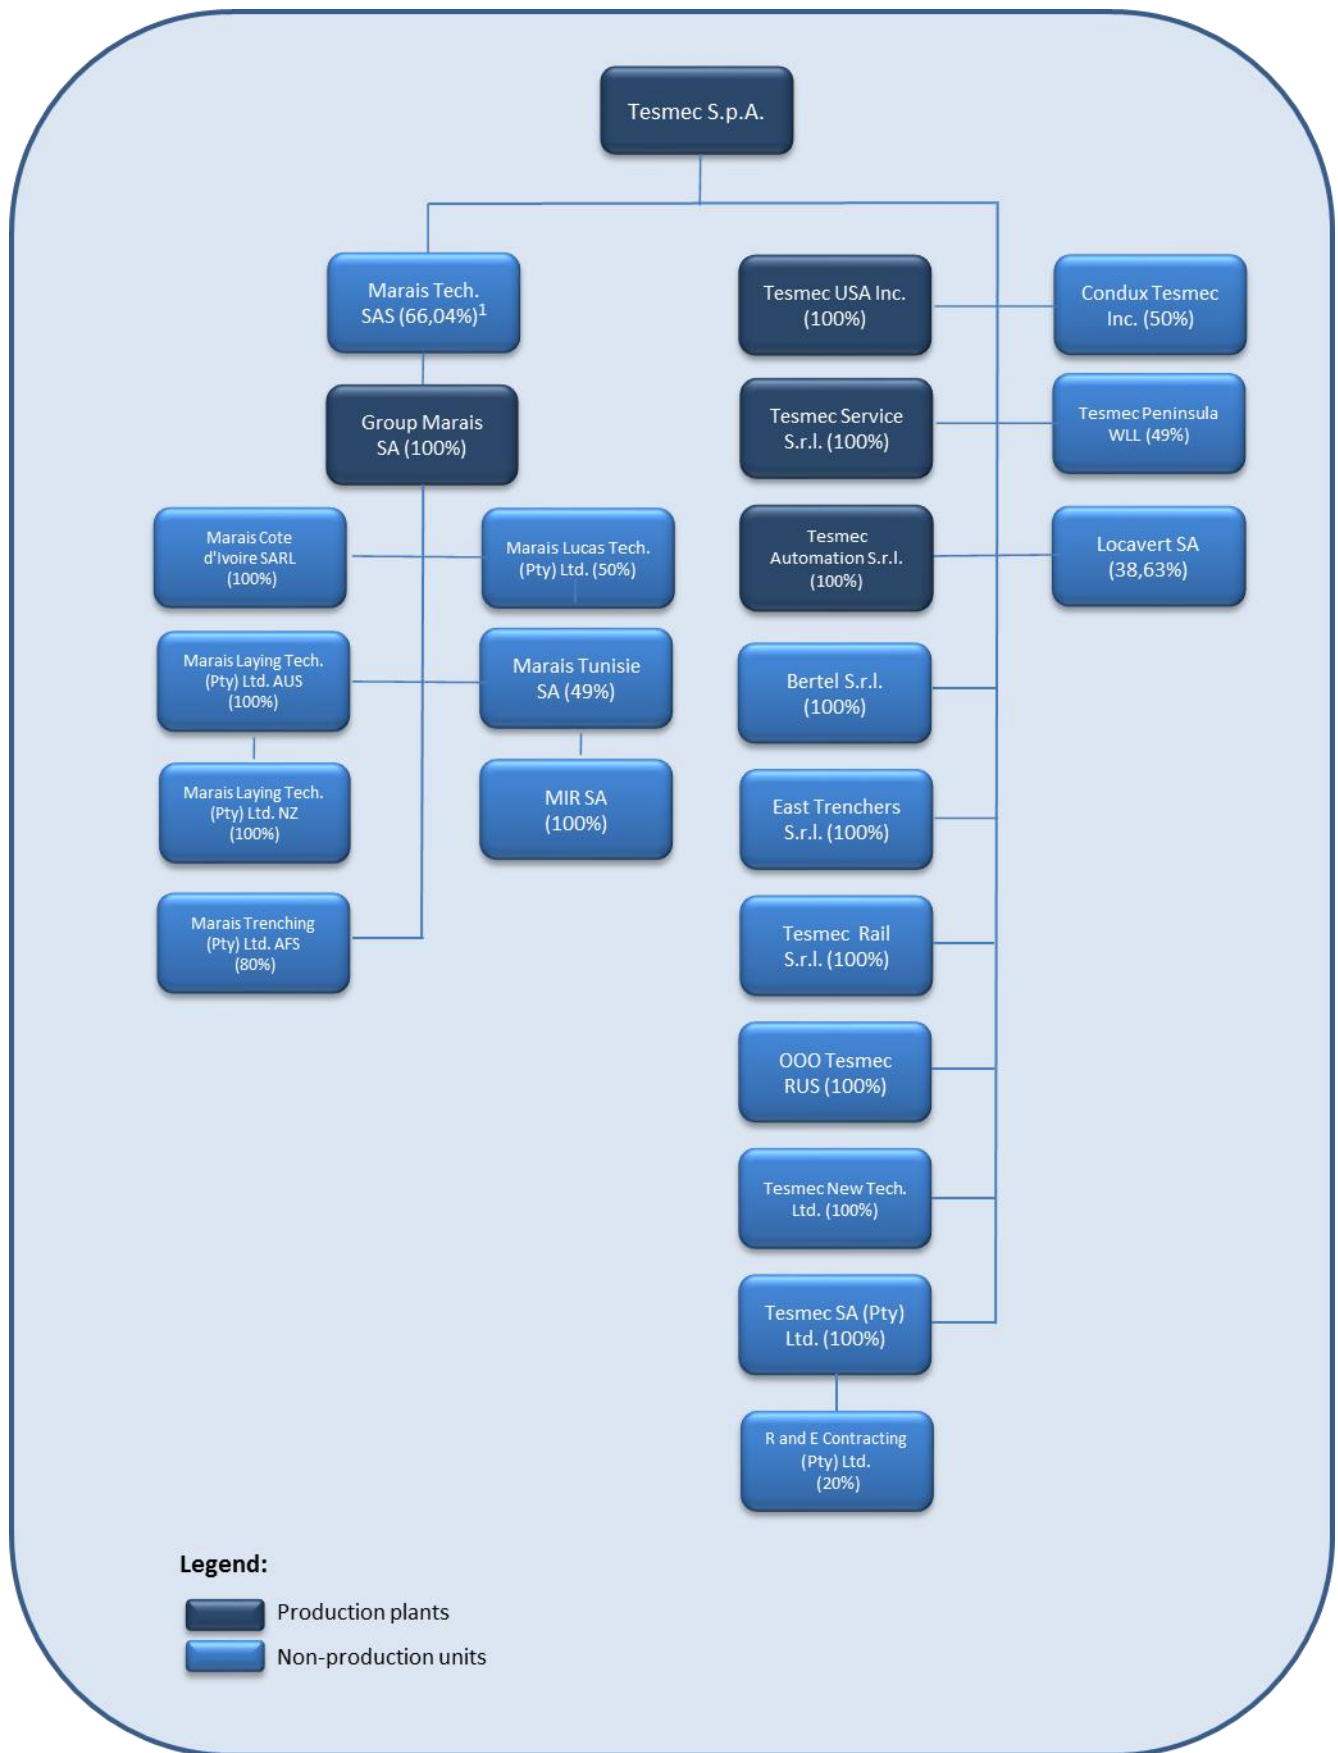 Tesmec S.p.A.
Marais Tech.
SAS (66,04%)1
Group Marais
SA (100%)
Marais Cote
d'Ivoire SARL
(100%)
Marais Lucas Tech.
(Pty) Ltd. (50%)
Marais Laying Tech.
(Pty) Ltd. AUS
(100%)
Marais Tunisie
SA (49%)
Marais Laying Tech.
(Pty) Ltd. NZ
(100%)
MIR SA
(100%)
Marais Trenching
(Pty) Ltd. AFS
(80%)
Tesmec USA Inc.
(100%)
Condux Tesmec
Inc. (50%)
Tesmec Service
S.r.l. (100%)
Tesmec Peninsula
WLL (49%)
Tesmec
Automation S.r.l.
(100%)
Locavert SA
(38,63%)
Bertel S.r.l.
(100%)
East Trenchers
S.r.l. (100%)
Tesmec Rail
S.r.l. (100%)
OOO Tesmec
RUS (100%)
Tesmec New Tech.
Ltd. (100%)
Tesmec SA (Pty)
Ltd. (100%)
R and E Contracting
(Pty) Ltd.
(20%)
Legend:
Production plants
Non-production units